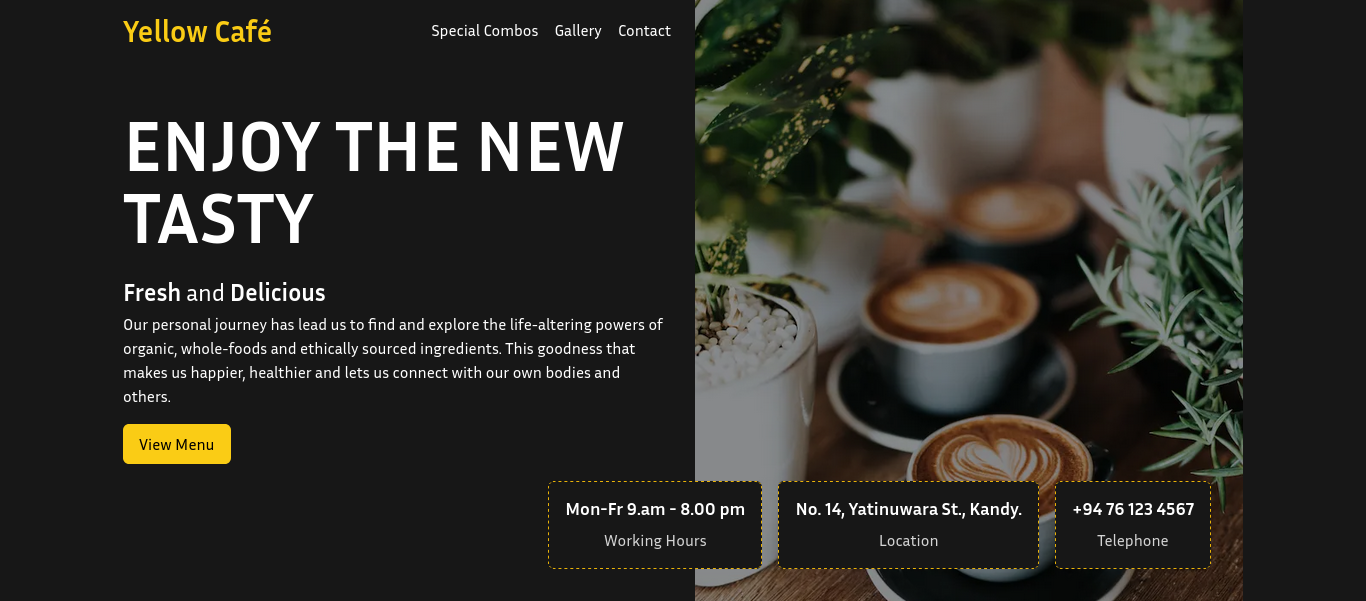 Yellow Café
Special Combos Gallery Contact
ENJOY THE NEW
TASTY
Fresh and Delicious
Our personal journey has lead us to find and explore the life-altering powers of
organic, whole-foods and ethically sourced ingredients. This goodness that
makes us happier, healthier and lets us connect with our own bodies and
others.
View Menu
Mon-Fr 9.am - 8.00 pm
Working Hours
No. 14, Yatinuwara St., Kandy.
Location
+94 76 123 4567
Telephone